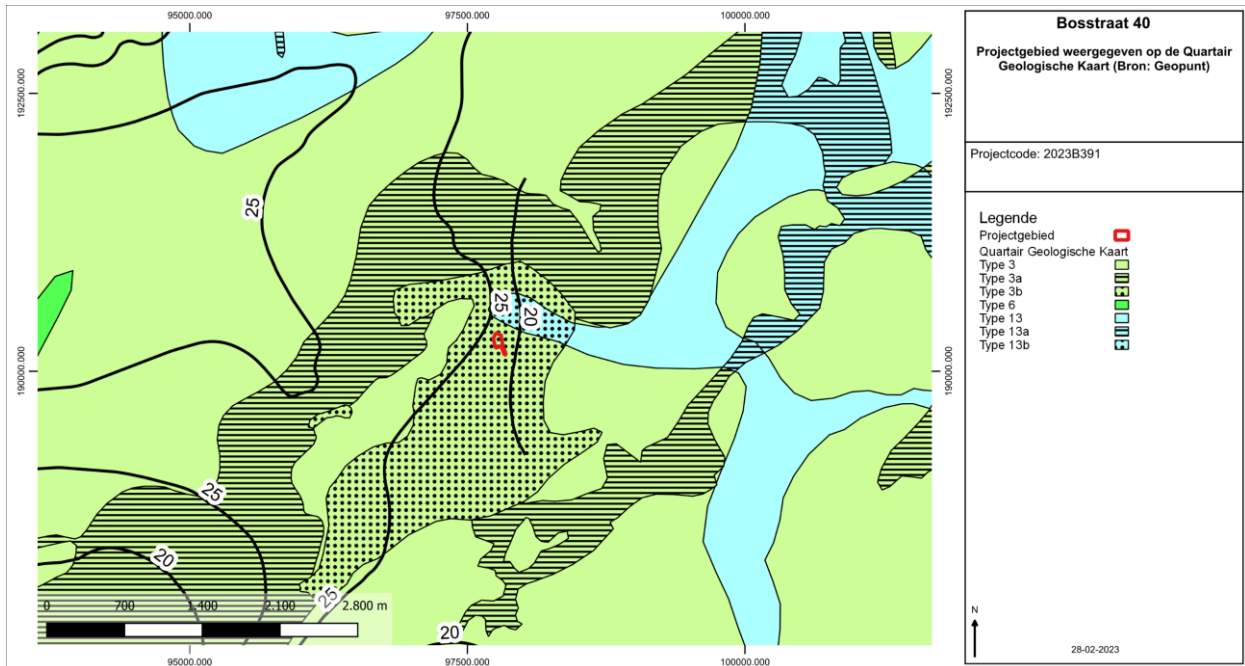 95000.000 97500.000 100000.000
192500.000 192500.000
190000.000 190000.000
25
25
20
25
20
25
20
0 700 1.400 2.100 2.800 m
95000.000 97500.000 100000.000
Bosstraat 40
Projectgebied weergegeven op de Quartair
Geologische Kaart (Bron: Geopunt)
Projectcode: 2023B391
Legende
Projectgebied
Quartair Geologische Kaart
Type 3
Type 3a
Type 3b
Type 6
Type 13
Type 13a
Type 13b
N
28-02-2023